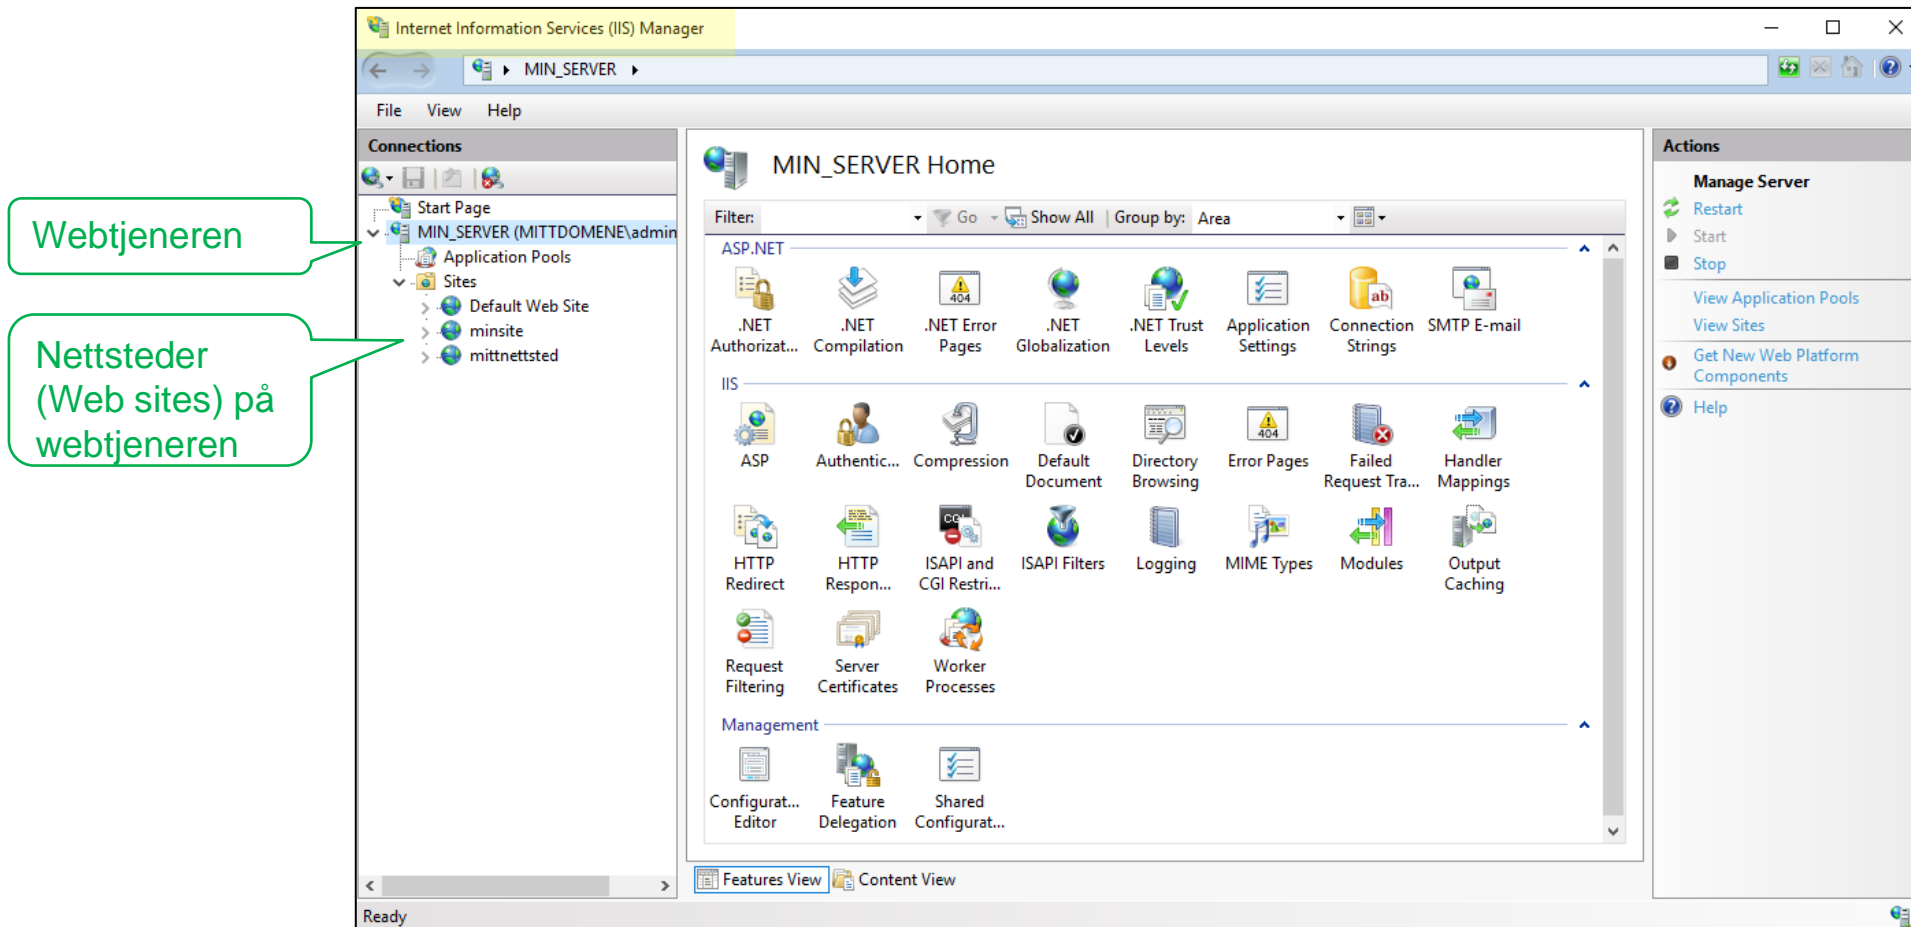 Internet Information Services (IIS) Manager
MIN_SERVER
File View Help
Connections
Start Page
MIN_SERVER (MITTDOMENE\admin
Application Pools
Sites
Default Web Site
minsite
mittnettsted
Webtjeneren
Nettsteder
(Web sites) på
webtjeneren
MIN_SERVER Home
Filter: Go Show All Group by: Area
ASP.NET
.NET Authorizat...
.NET Compilation
.NET Error Pages
.NET Globalization
.NET Trust Levels
Application Settings
Connection Strings
SMTP E-mail
IIS
ASP
Authentic...
Compression
Default Document
Directory Browsing
Error Pages
Failed Request Tra...
Handler Mappings
HTTP Redirect
HTTP Respon...
ISAPI and CGI Restri...
ISAPI Filters
Logging
MIME Types
Modules
Output Caching
Request Filtering
Server Certificates
Worker Processes
Management
Configurat... Editor
Feature Delegation
Shared Configurat...
Features View Content View
Actions
Manage Server
Restart
Start
Stop
View Application Pools
View Sites
Get New Web Platform
Components
Help
Ready